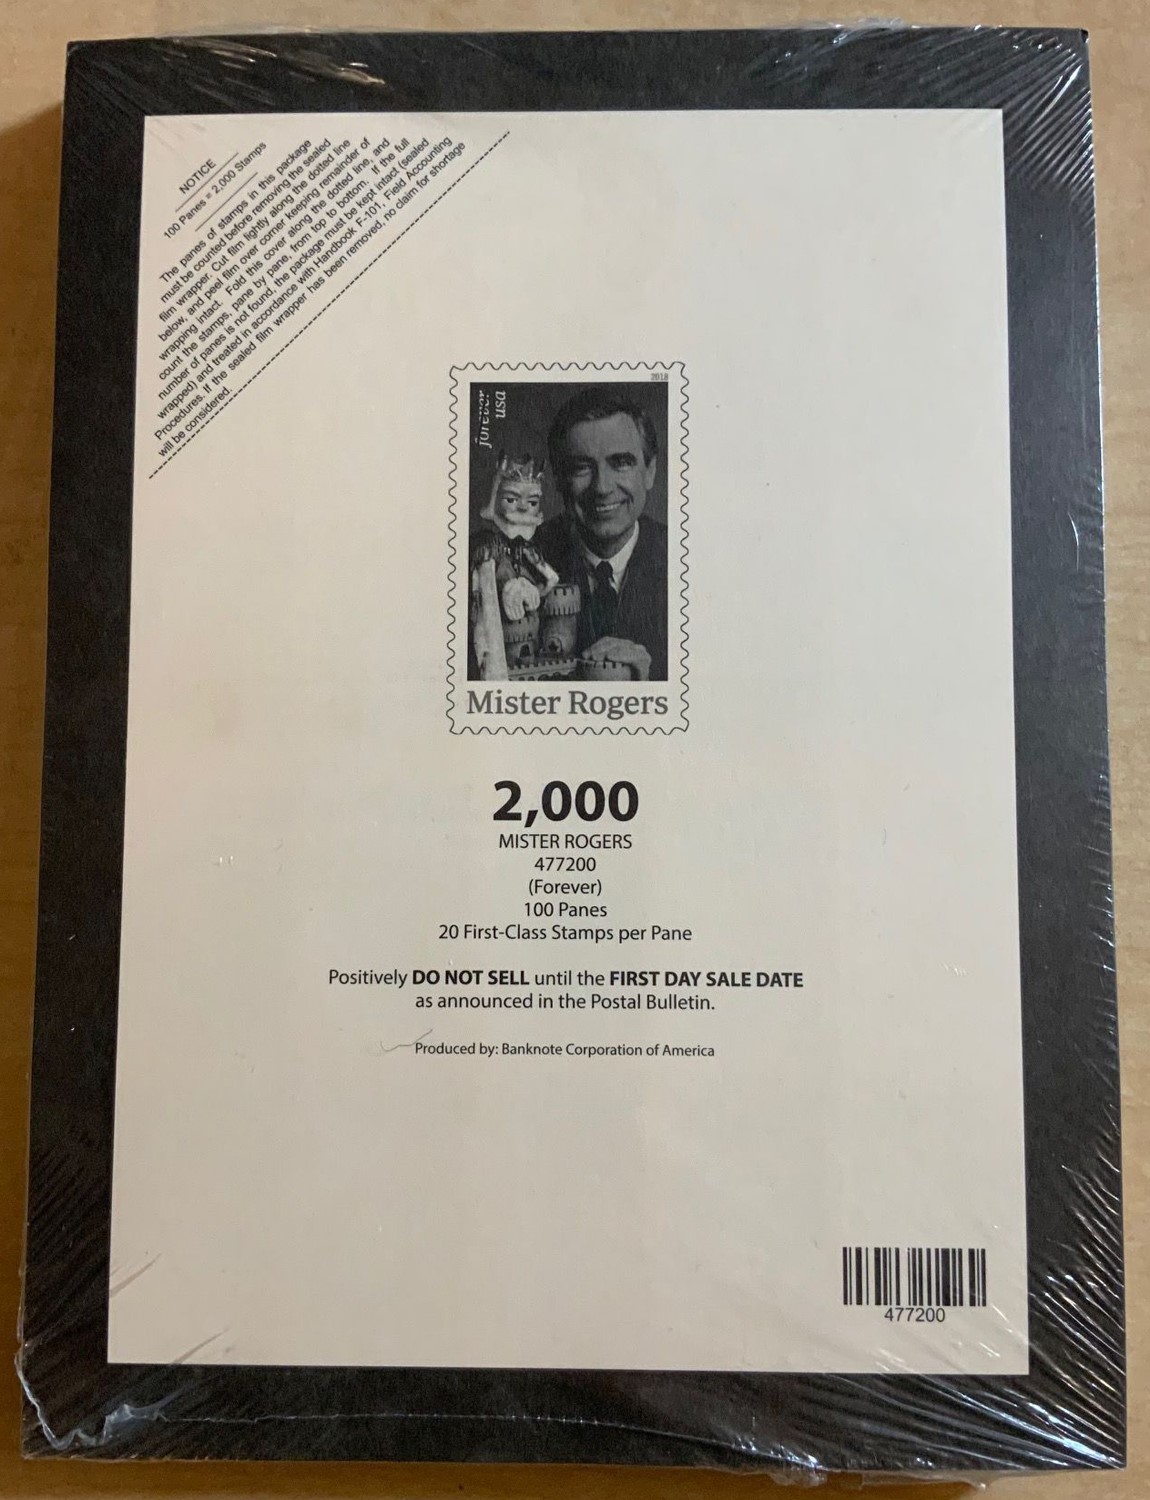 NOTICE
100 Panes = 2,000 Stamps
The panes of stamps in this package
must be counted before removing the sealed
film wrapper. Cut film lightly along the dotted line
below, and peel film over corner keeping remainder of
wrapping intact. Fold this cover along the dotted line, and
count the stamps, pane by pane, from top to bottom. If the full
number of panes is not found, the package must be kept intact (sealed
wrapped) and treated in accordance with Handbook F-101, Field Accounting
Procedures. If the sealed film wrapper has been removed, no claim for shortage
will be considered.
2018
forever
usa
Mister Rogers
2,000
MISTER ROGERS
477200
(Forever)
100 Panes
20 First-Class Stamps per Pane
Positively DO NOT SELL until the FIRST DAY SALE DATE
as announced in the Postal Bulletin.
Produced by: Banknote Corporation of America
477200